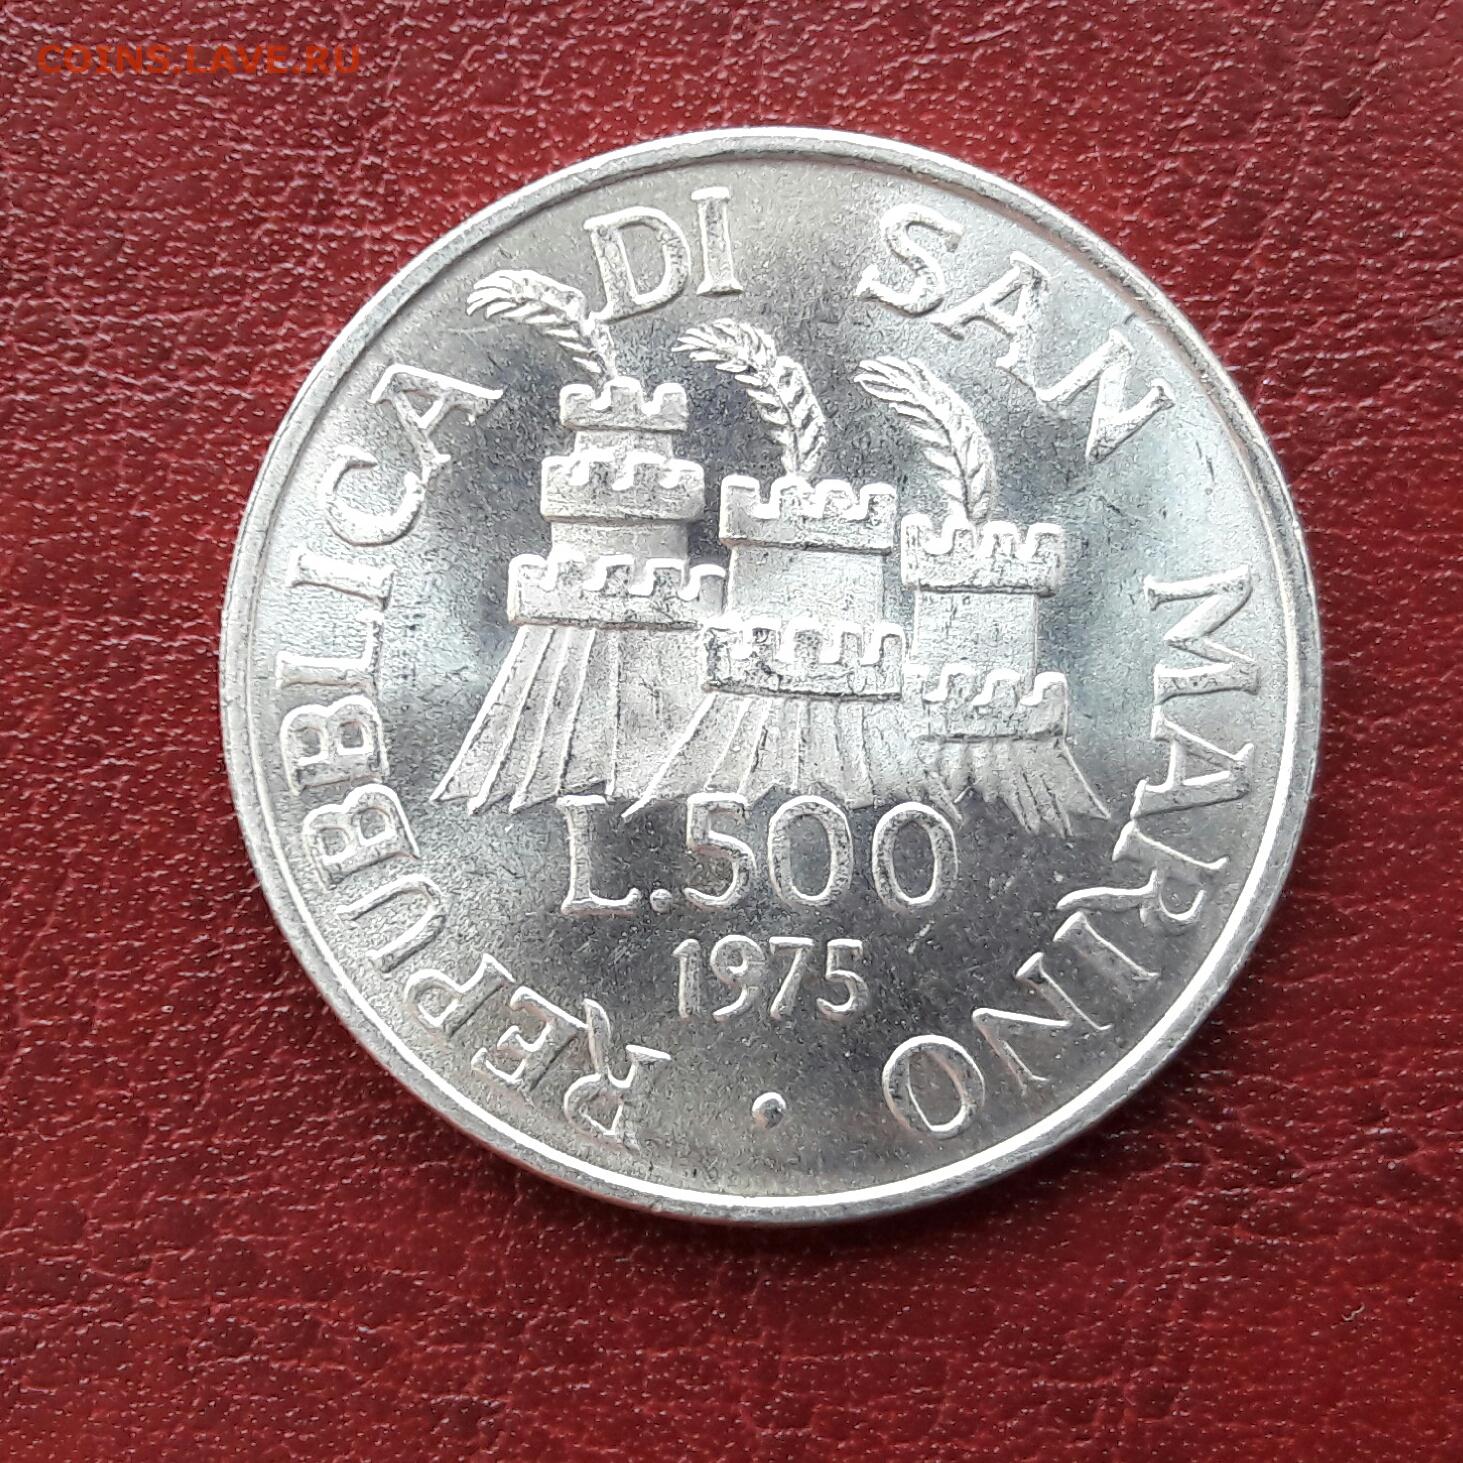 COINS.LAVE.RU
REPUBBLICA DI SAN MARINO •
L.500
1975